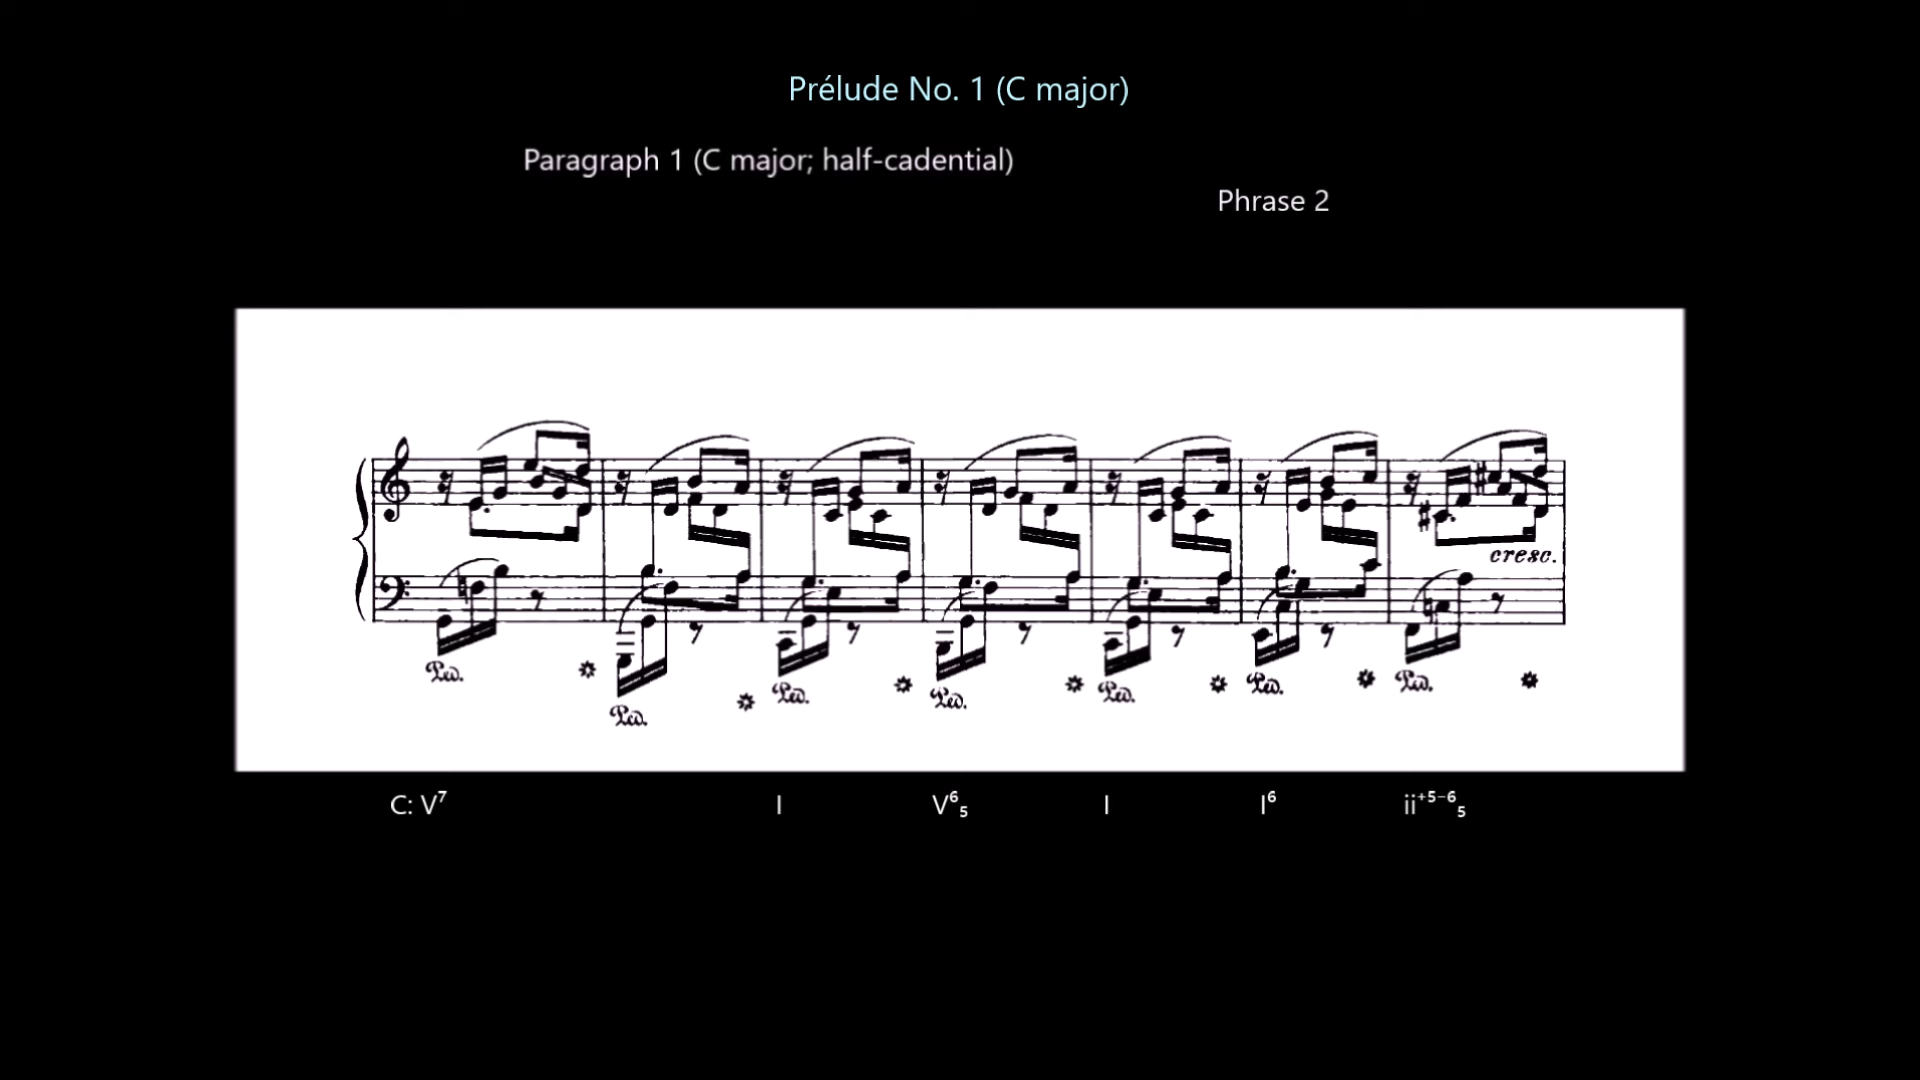 Prélude No. 1 (C major)
Paragraph 1 (C major; half-cadential)
Phrase 2
cresc.
Ped. Ped. Ped. Ped. Ped. Ped. Ped.
C: V⁷ I V⁶₅ I I⁶ ii⁺⁵⁻⁶₅